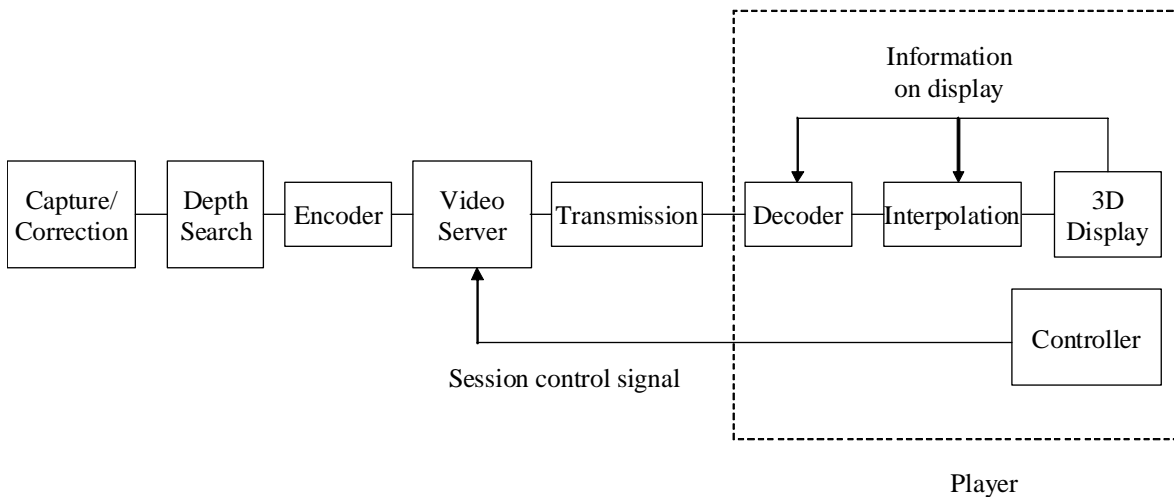 Information
on display
Capture/
Correction
Depth
Search
Encoder
Video
Server
Transmission
Decoder
Interpolation
3D
Display
Controller
Session control signal
Player